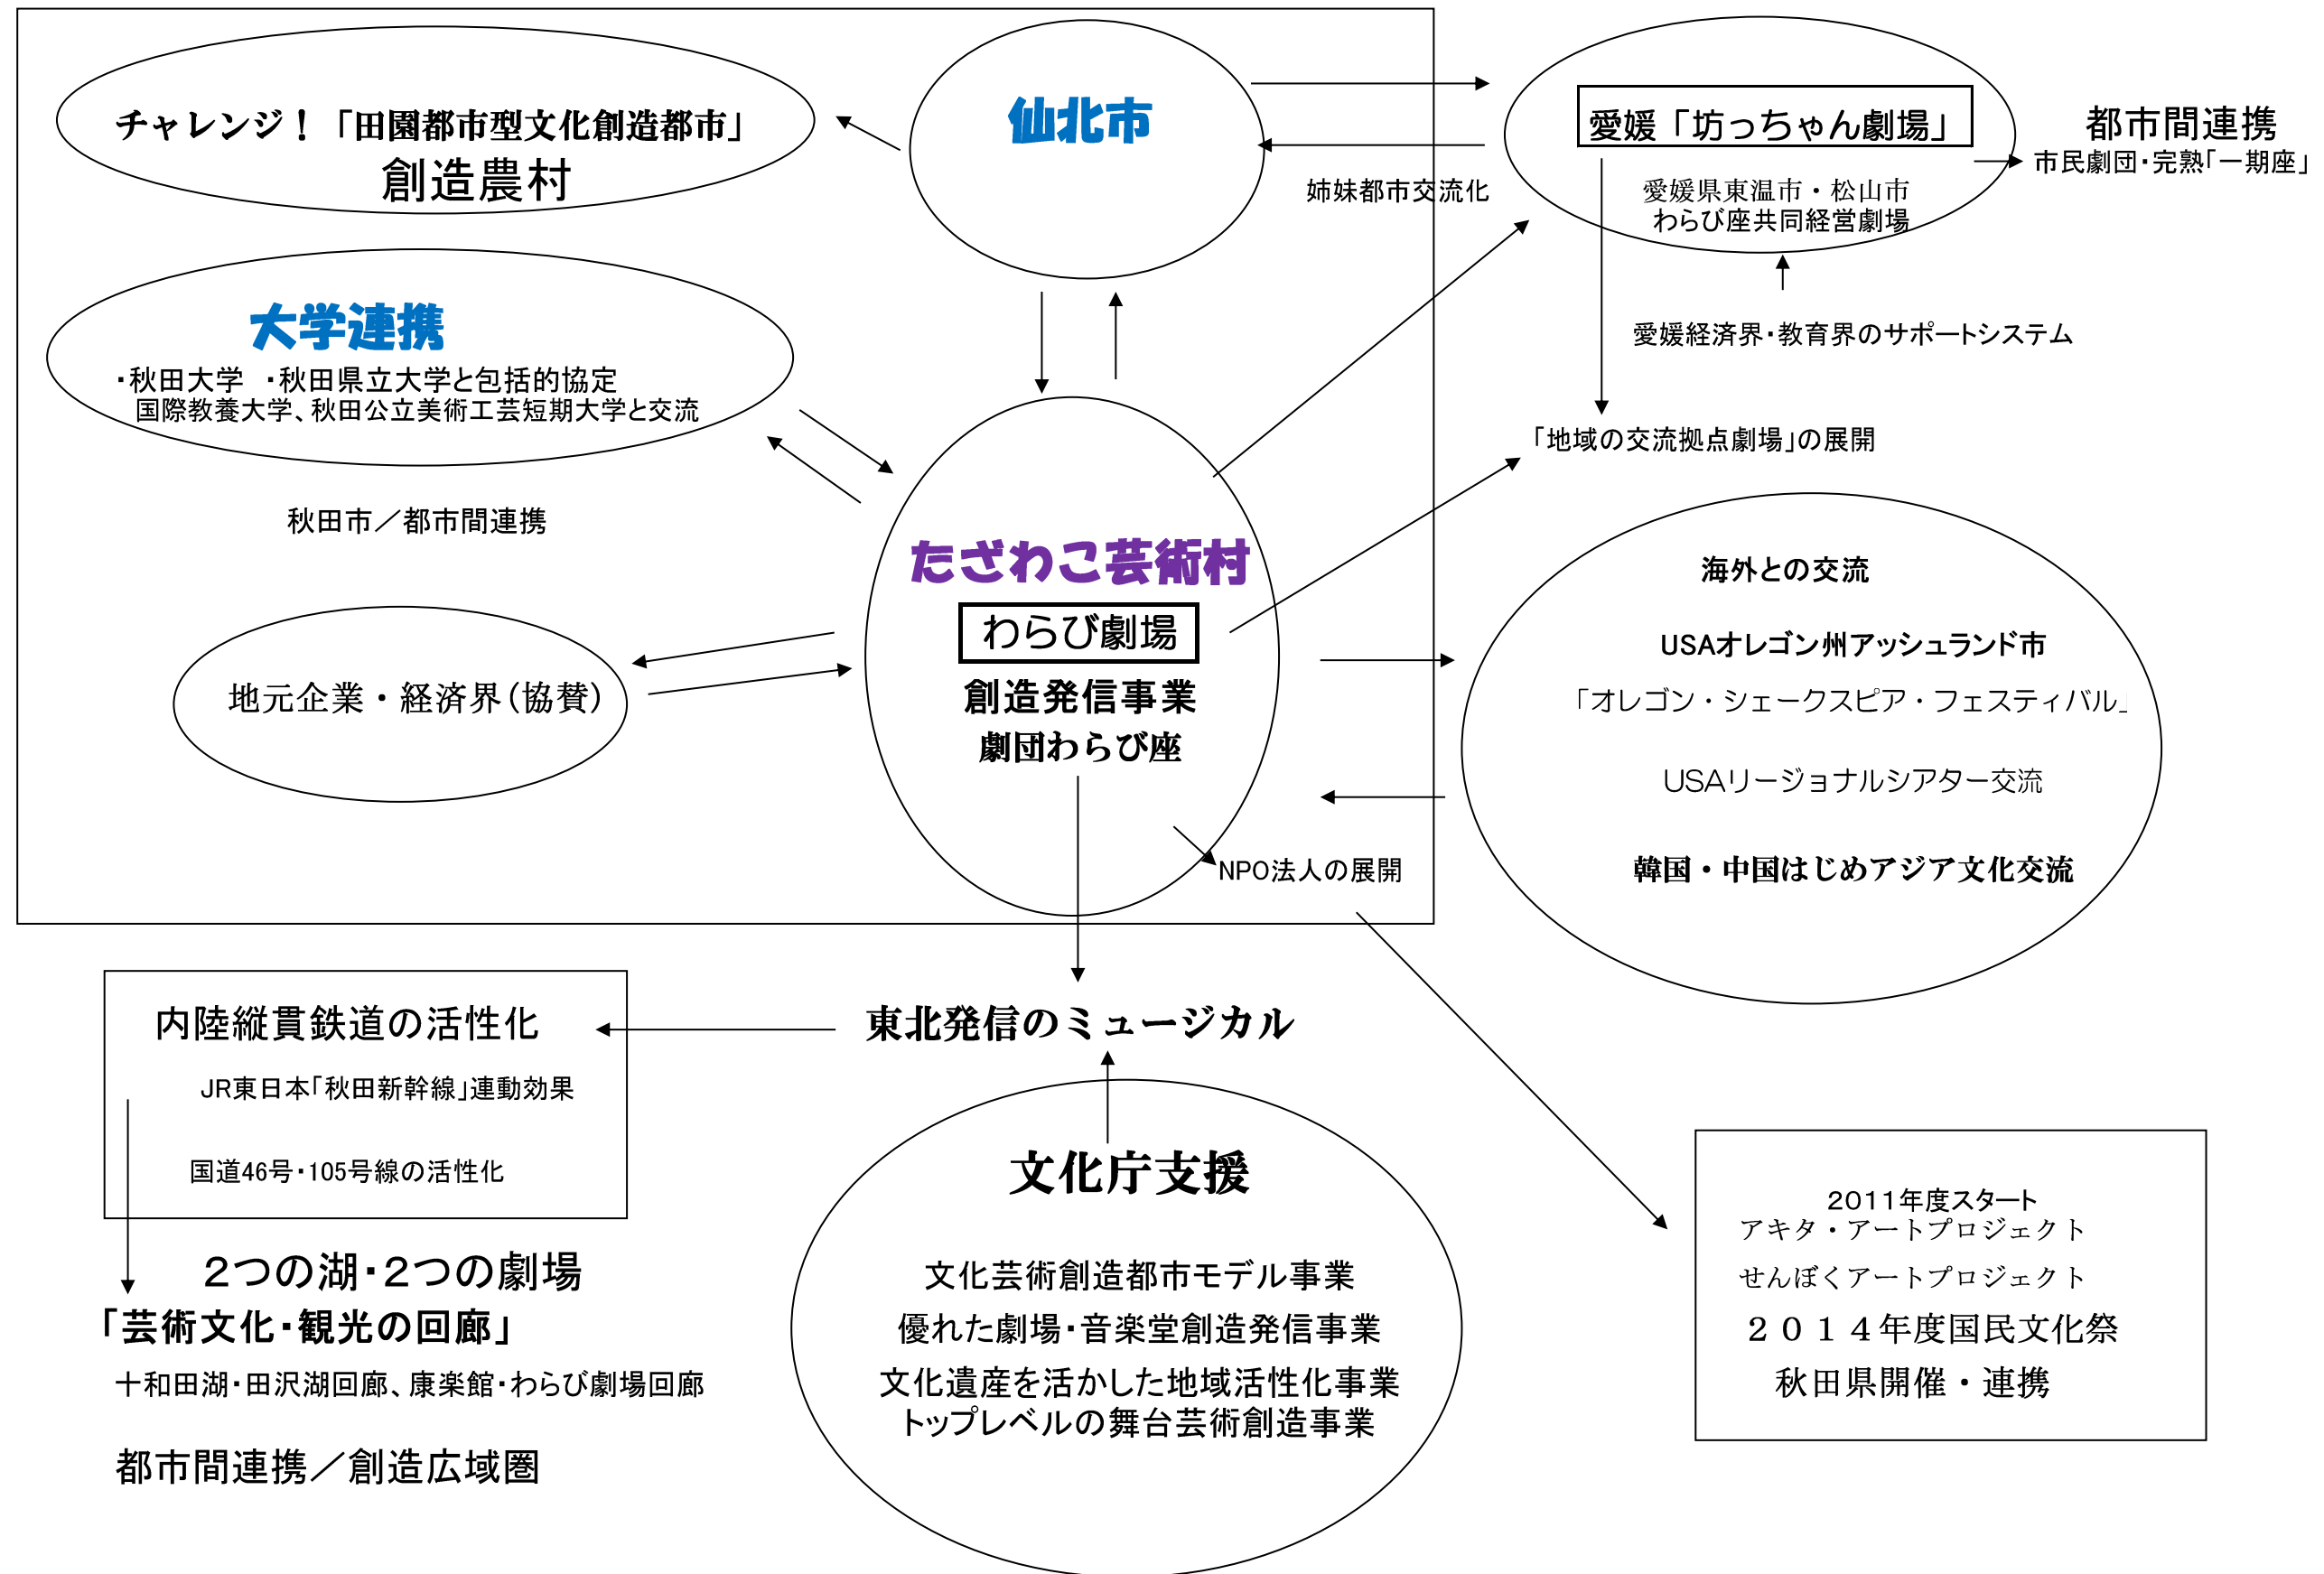 チャレンジ！「田園都市型文化創造都市」
創造農村
仙北市
姉妹都市交流化
愛媛「坊っちゃん劇場」
愛媛県東温市・松山市
わらび座共同経営劇場
都市間連携
市民劇団・完熟「一期座」
愛媛経済界・教育界のサポートシステム
「地域の交流拠点劇場」の展開
大学連携
・秋田大学　・秋田県立大学と包括的協定
国際教養大学、秋田公立美術工芸短期大学と交流
秋田市／都市間連携
地元企業・経済界（協賛）
たざわこ芸術村
わらび劇場
創造発信事業
劇団わらび座
NPO法人の展開
海外との交流
USAオレゴン州アッシュランド市
「オレゴン・シェークスピア・フェスティバル」
USAリージョナルシアター交流
韓国・中国はじめアジア文化交流
内陸縦貫鉄道の活性化
JR東日本「秋田新幹線」連動効果
国道46号・105号線の活性化
東北発信のミュージカル
文化庁支援
文化芸術創造都市モデル事業
優れた劇場・音楽堂創造発信事業
文化遺産を活かした地域活性化事業
トップレベルの舞台芸術創造事業
２つの湖・２つの劇場
「芸術文化・観光の回廊」
十和田湖・田沢湖回廊、康楽館・わらび劇場回廊
都市間連携／創造広域圏
２０１１年度スタート
アキタ・アートプロジェクト
せんぼくアートプロジェクト
２０１４年度国民文化祭
秋田県開催・連携